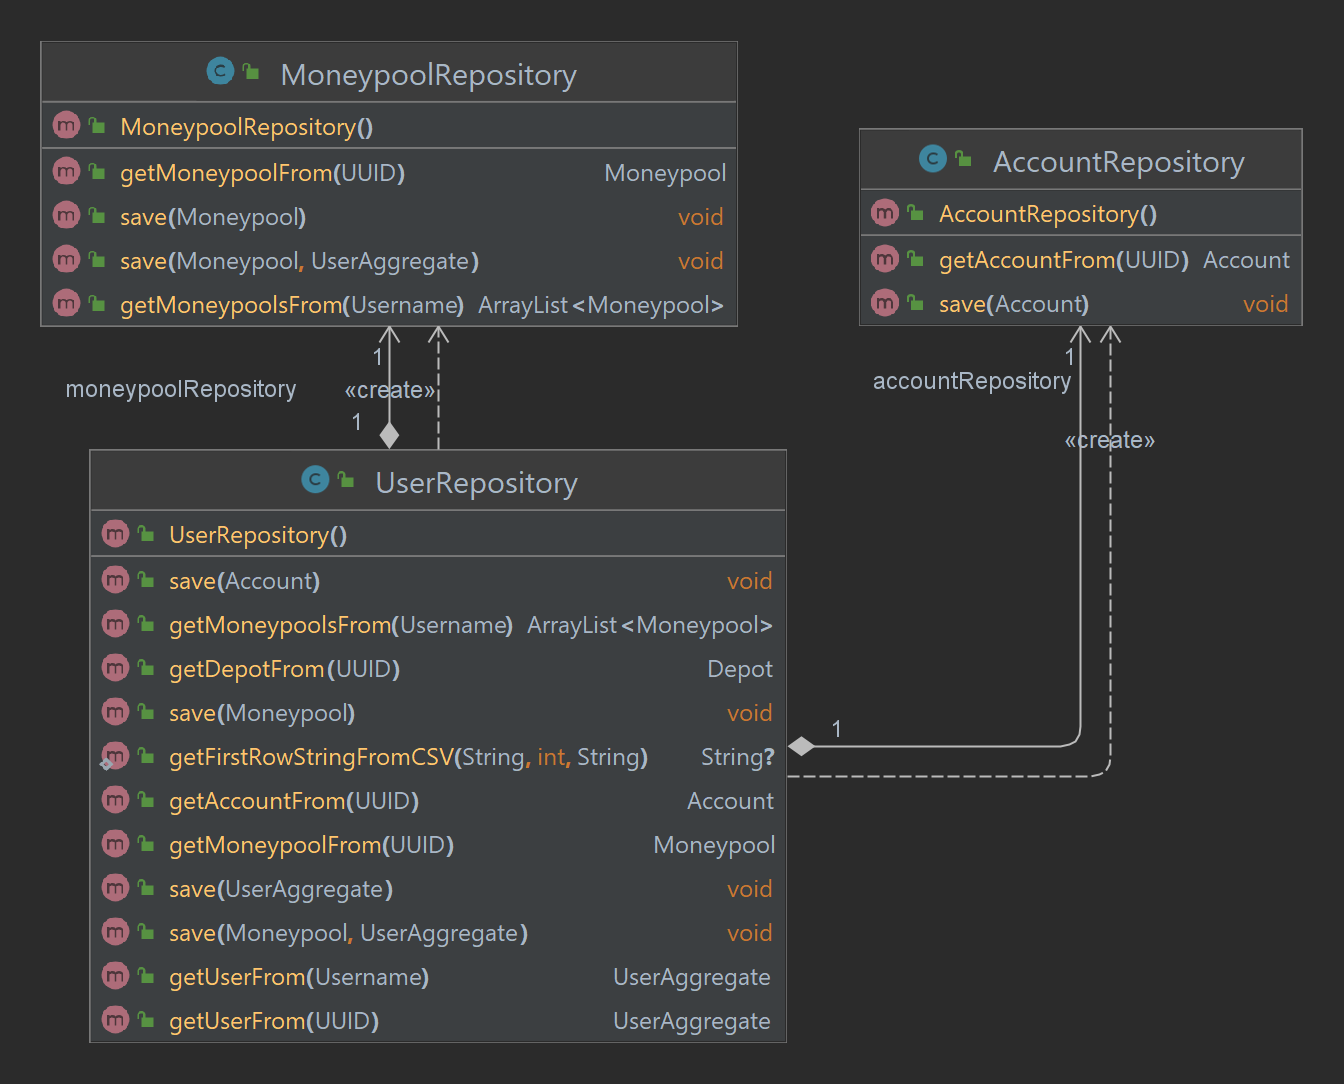 MoneypoolRepository
MoneypoolRepository()
getMoneypoolFrom(UUID) Moneypool
save(Moneypool) void
save(Moneypool, UserAggregate) void
getMoneypoolsFrom(Username) ArrayList<Moneypool>
AccountRepository
AccountRepository()
getAccountFrom(UUID) Account
save(Account) void
1
moneypoolRepository
«create»
1
1
accountRepository
«create»
UserRepository
UserRepository()
save(Account) void
getMoneypoolsFrom(Username) ArrayList<Moneypool>
getDepotFrom(UUID) Depot
save(Moneypool) void
getFirstRowStringFromCSV(String, int, String) String?
getAccountFrom(UUID) Account
getMoneypoolFrom(UUID) Moneypool
save(UserAggregate) void
save(Moneypool, UserAggregate) void
getUserFrom(Username) UserAggregate
getUserFrom(UUID) UserAggregate
1